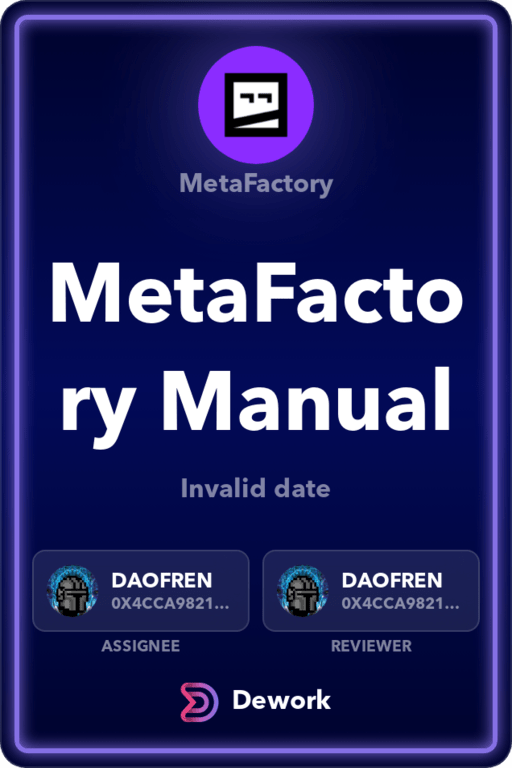 MetaFactory
MetaFacto
ry Manual
Invalid date
DAOFREN
0X4CCA9821...
ASSIGNEE
DAOFREN
0X4CCA9821...
REVIEWER
Dework